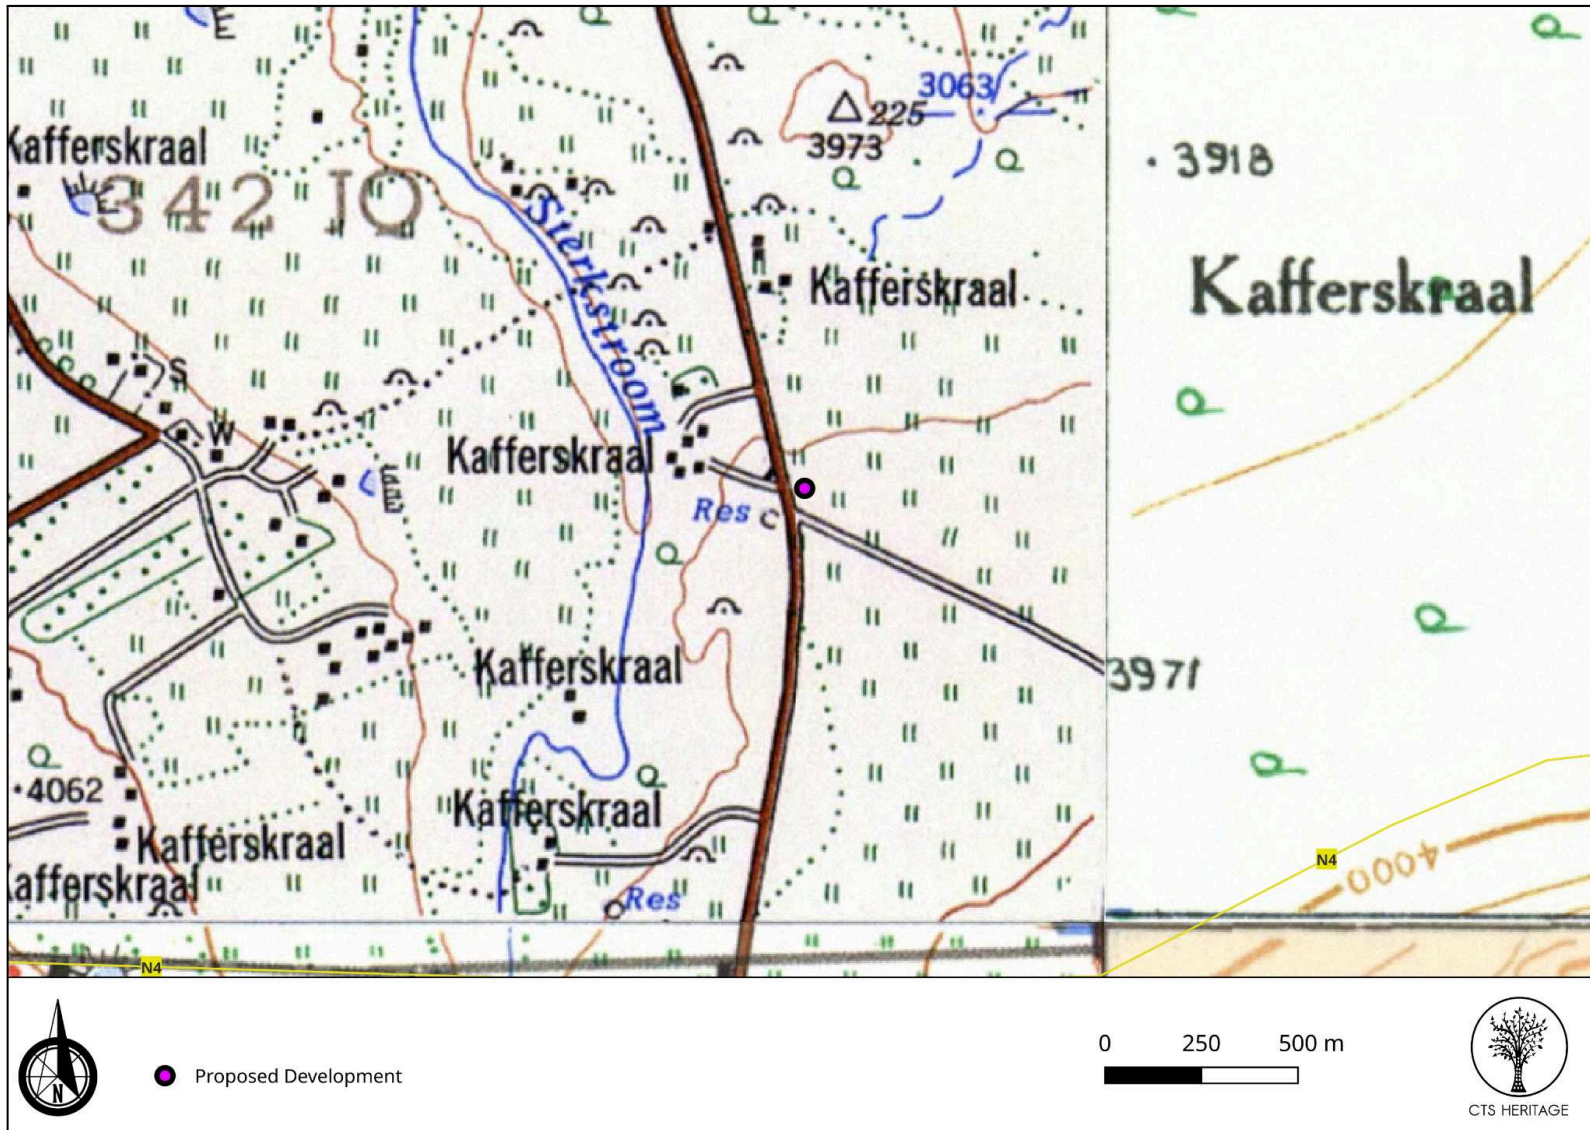 E
3063
225
3973
3918
Kafferskraal
E
342 JQ
Sterkstroom
Kafferskraal
Kafferskraal
S
W
Kafferskraal
Res
C
Kafferskraal
3971
4062
Kafferskraal
Kafferskraal
Kafferskraal
Res
N4
4000
N4
N
Proposed Development
0 250 500 m
CTS HERITAGE